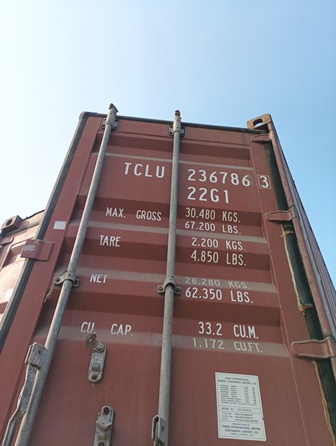 TCLU 236786 3
22G1
MAX. GROSS 30.480 KGS.
67.200 LBS.
TARE 2.200 KGS.
4.850 LBS.
NET 28.280 KGS.
62.350 LBS.
CU. CAP. 33.2 CU.M.
1.172 CU.FT.